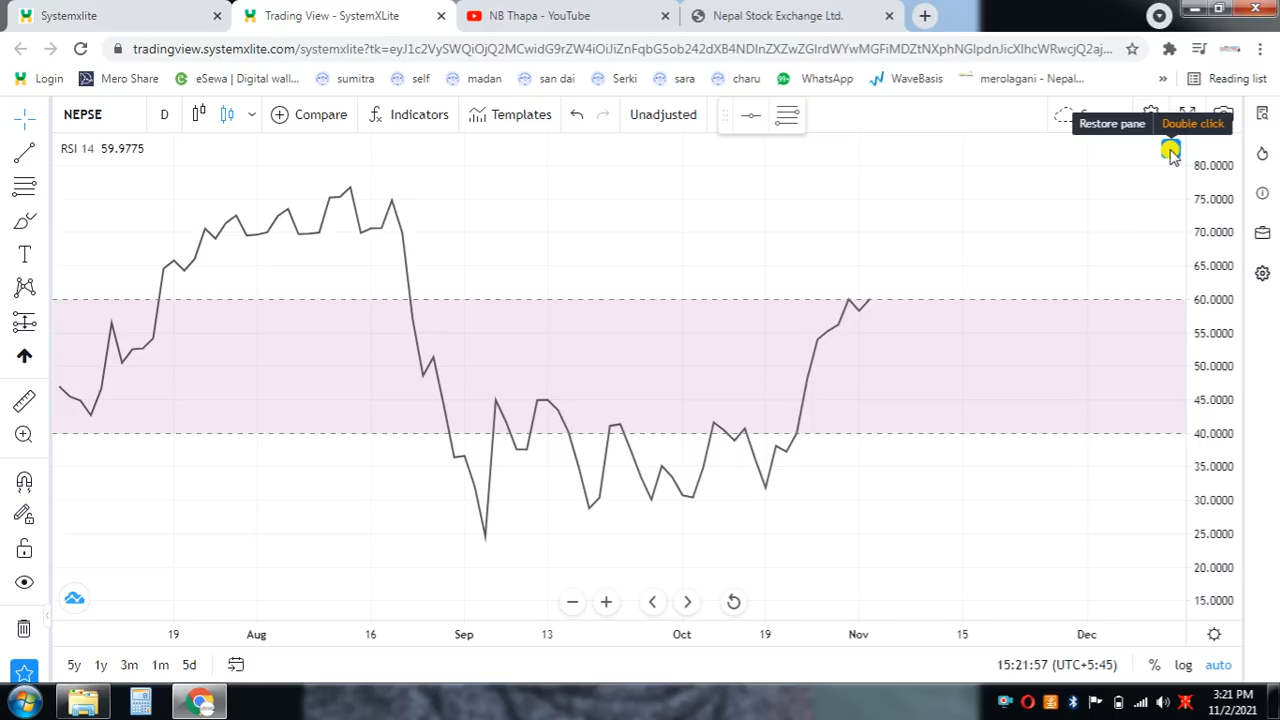 Systemxlite
Trading View - SystemXLite
NB Thapa - YouTube
Nepal Stock Exchange Ltd.
tradingview.systemxlite.com/systemxlite?tk=
Login
Mero Share
eSewa | Digital wall...
sumitra
self
madan
san dai
Serki
sara
charu
99+
WhatsApp
WaveBasis
merolagani - Nepal...
»
Reading list
NEPSE
D
Compare
Indicators
Templates
Unadjusted
Restore pane
Double click
RSI 14 59.9775
80.0000
75.0000
70.0000
65.0000
60.0000
55.0000
50.0000
45.0000
40.0000
35.0000
30.0000
25.0000
20.0000
15.0000
19
Aug
16
Sep
13
Oct
19
Nov
15
Dec
5y
1y
3m
1m
5d
15:21:57 (UTC+5:45)
%
log
auto
3:21 PM
11/2/2021